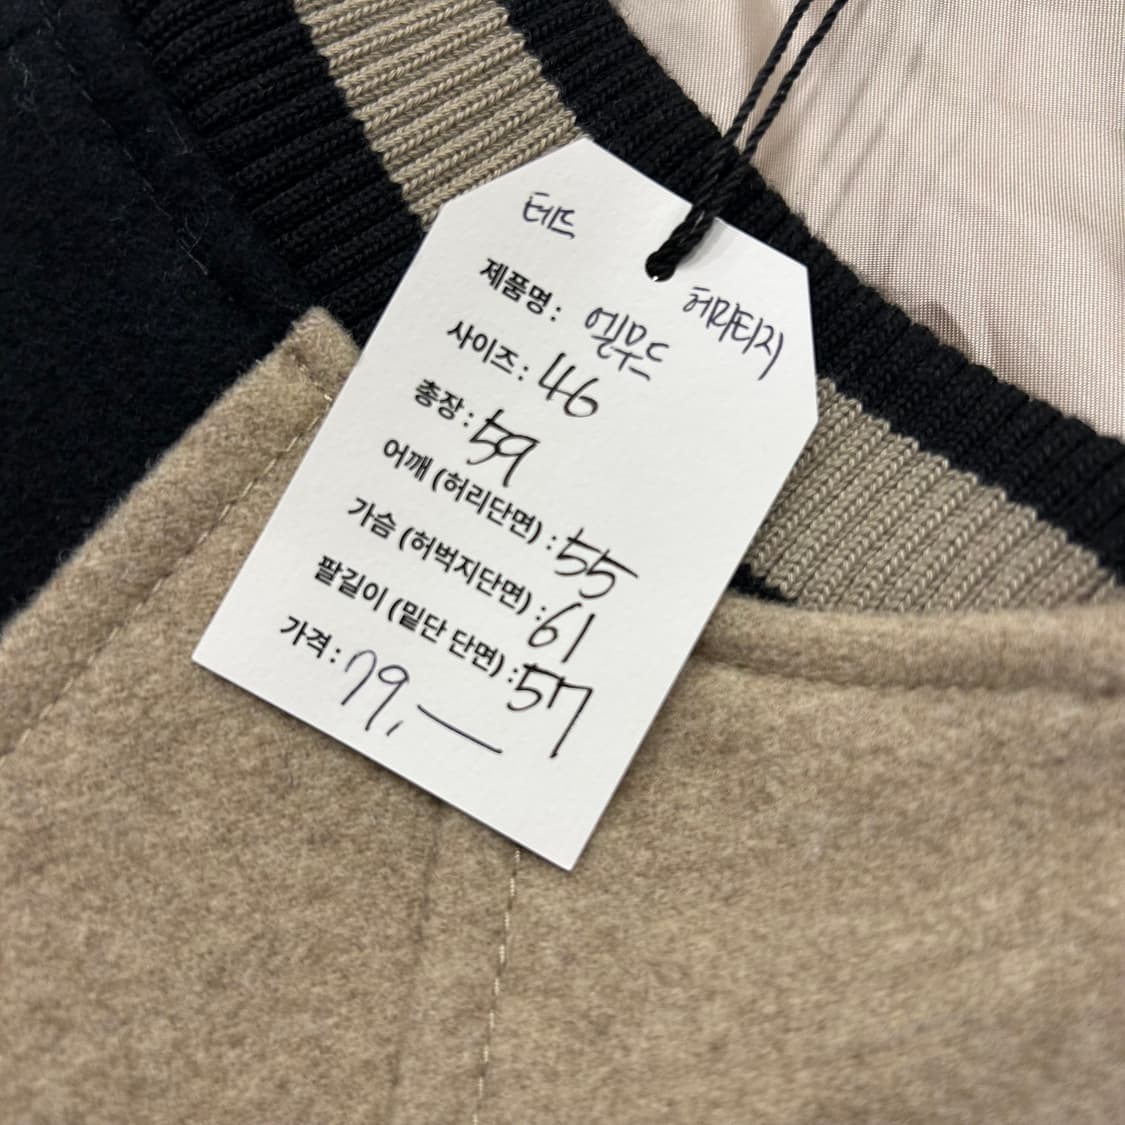 테드
제품명 : 엘무드 헤리티지
사이즈 : 46
총장 : 59
어깨 (허리단면) : 55
가슴 (허벅지단면) : 61
팔길이 (밑단 단면) : 57
가격 : 79,—